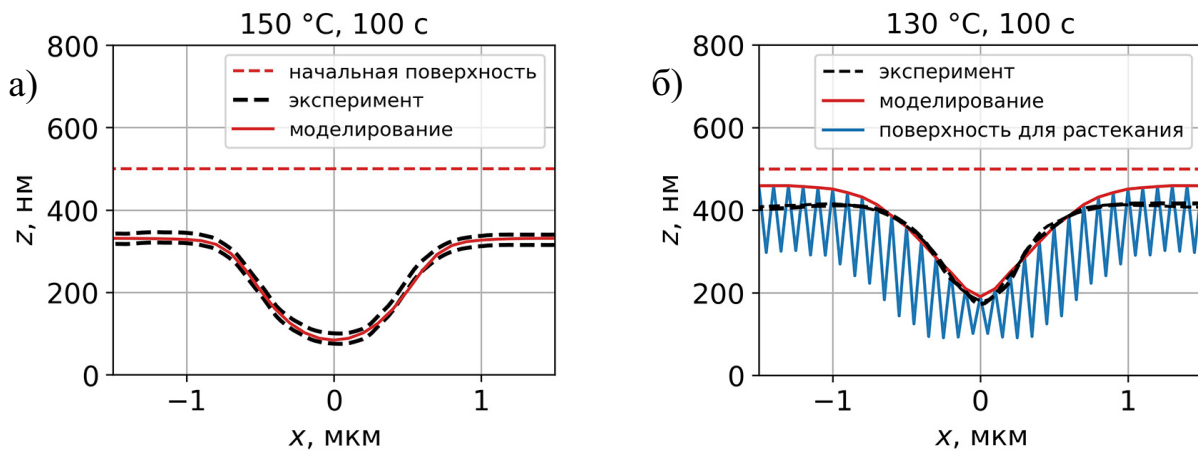 150 °C, 100 с
а)
800
600
400
200
0
z, нм
начальная поверхность
эксперимент
моделирование
−1
0
1
x, мкм
130 °C, 100 с
б)
800
600
400
200
0
z, нм
эксперимент
моделирование
поверхность для растекания
−1
0
1
x, мкм